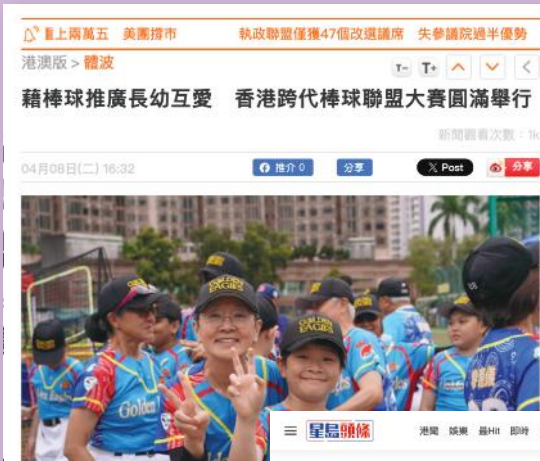 重上兩萬五 美團撐市 執政聯盟僅獲47個改選議席 失參議院過半優勢
港澳版 > 體波
T- T+
藉棒球推廣長幼互愛 香港跨代棒球聯盟大賽圓滿舉行
新聞觀看次數：1k
04月08日(二) 16:32 推介 0 分享 Post 分享
GOLDEN EAGLES
GOLDEN EAGLES
Golden
Golden
星島頭條 港聞 娛樂 最Hit 即時